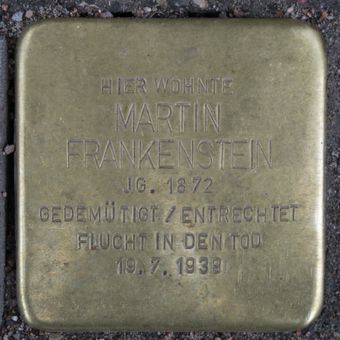 HIER WOHNTE
MARTIN
FRANKENSTEIN
JG. 1872
GEDEMÜTIGT / ENTRECHTET
FLUCHT IN DEN TOD
19.7.1938